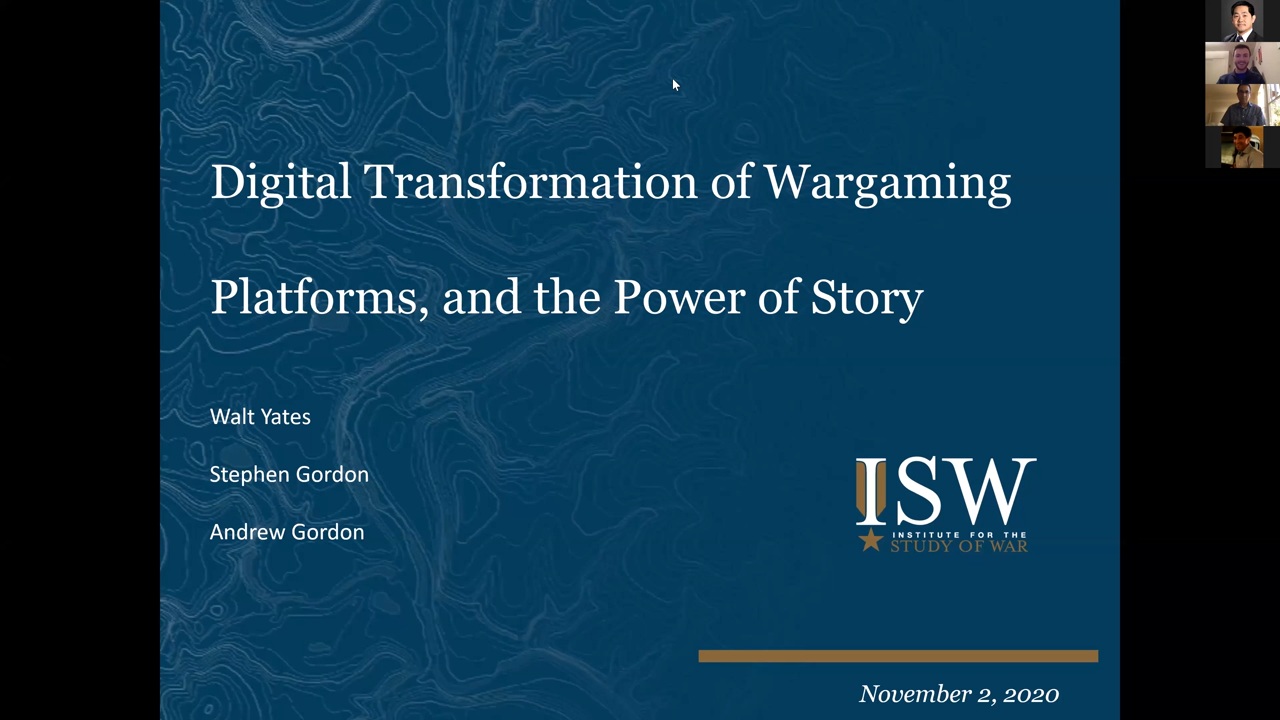 Digital Transformation of Wargaming
Platforms, and the Power of Story
Walt Yates
Stephen Gordon
Andrew Gordon
ISW
INSTITUTE FOR THE
STUDY OF WAR
November 2, 2020